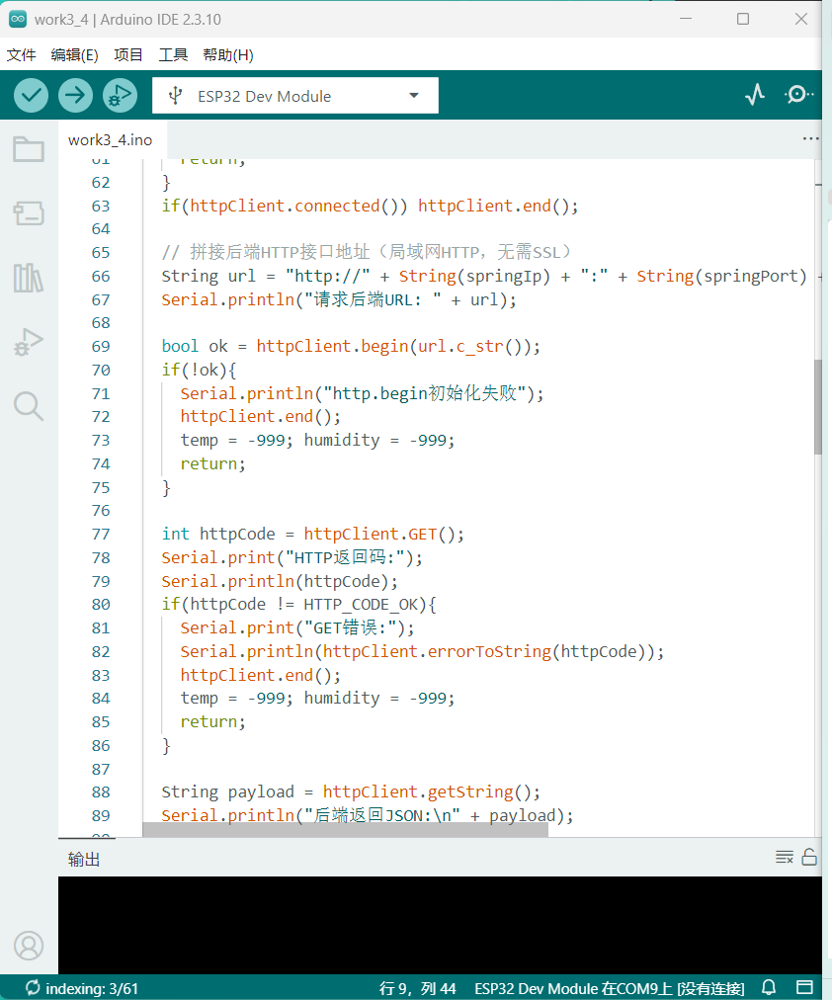 work3_4 | Arduino IDE 2.3.10
文件 编辑(E) 项目 工具 帮助(H)
ESP32 Dev Module
work3_4.ino
61 return;
62 }
63 if(httpClient.connected()) httpClient.end();
64
65 // 拼接后端HTTP接口地址（局域网HTTP，无需SSL）
66 String url = "http://" + String(springIp) + ":" + String(springPort) +
67 Serial.println("请求后端URL: " + url);
68
69 bool ok = httpClient.begin(url.c_str());
70 if(!ok){
71 Serial.println("http.begin初始化失败");
72 httpClient.end();
73 temp = -999; humidity = -999;
74 return;
75 }
76
77 int httpCode = httpClient.GET();
78 Serial.print("HTTP返回码:");
79 Serial.println(httpCode);
80 if(httpCode != HTTP_CODE_OK){
81 Serial.print("GET错误:");
82 Serial.println(httpClient.errorToString(httpCode));
83 httpClient.end();
84 temp = -999; humidity = -999;
85 return;
86 }
87
88 String payload = httpClient.getString();
89 Serial.println("后端返回JSON:\n" + payload);
输出
indexing: 3/61 行 9，列 44 ESP32 Dev Module 在COM9上 [没有连接]